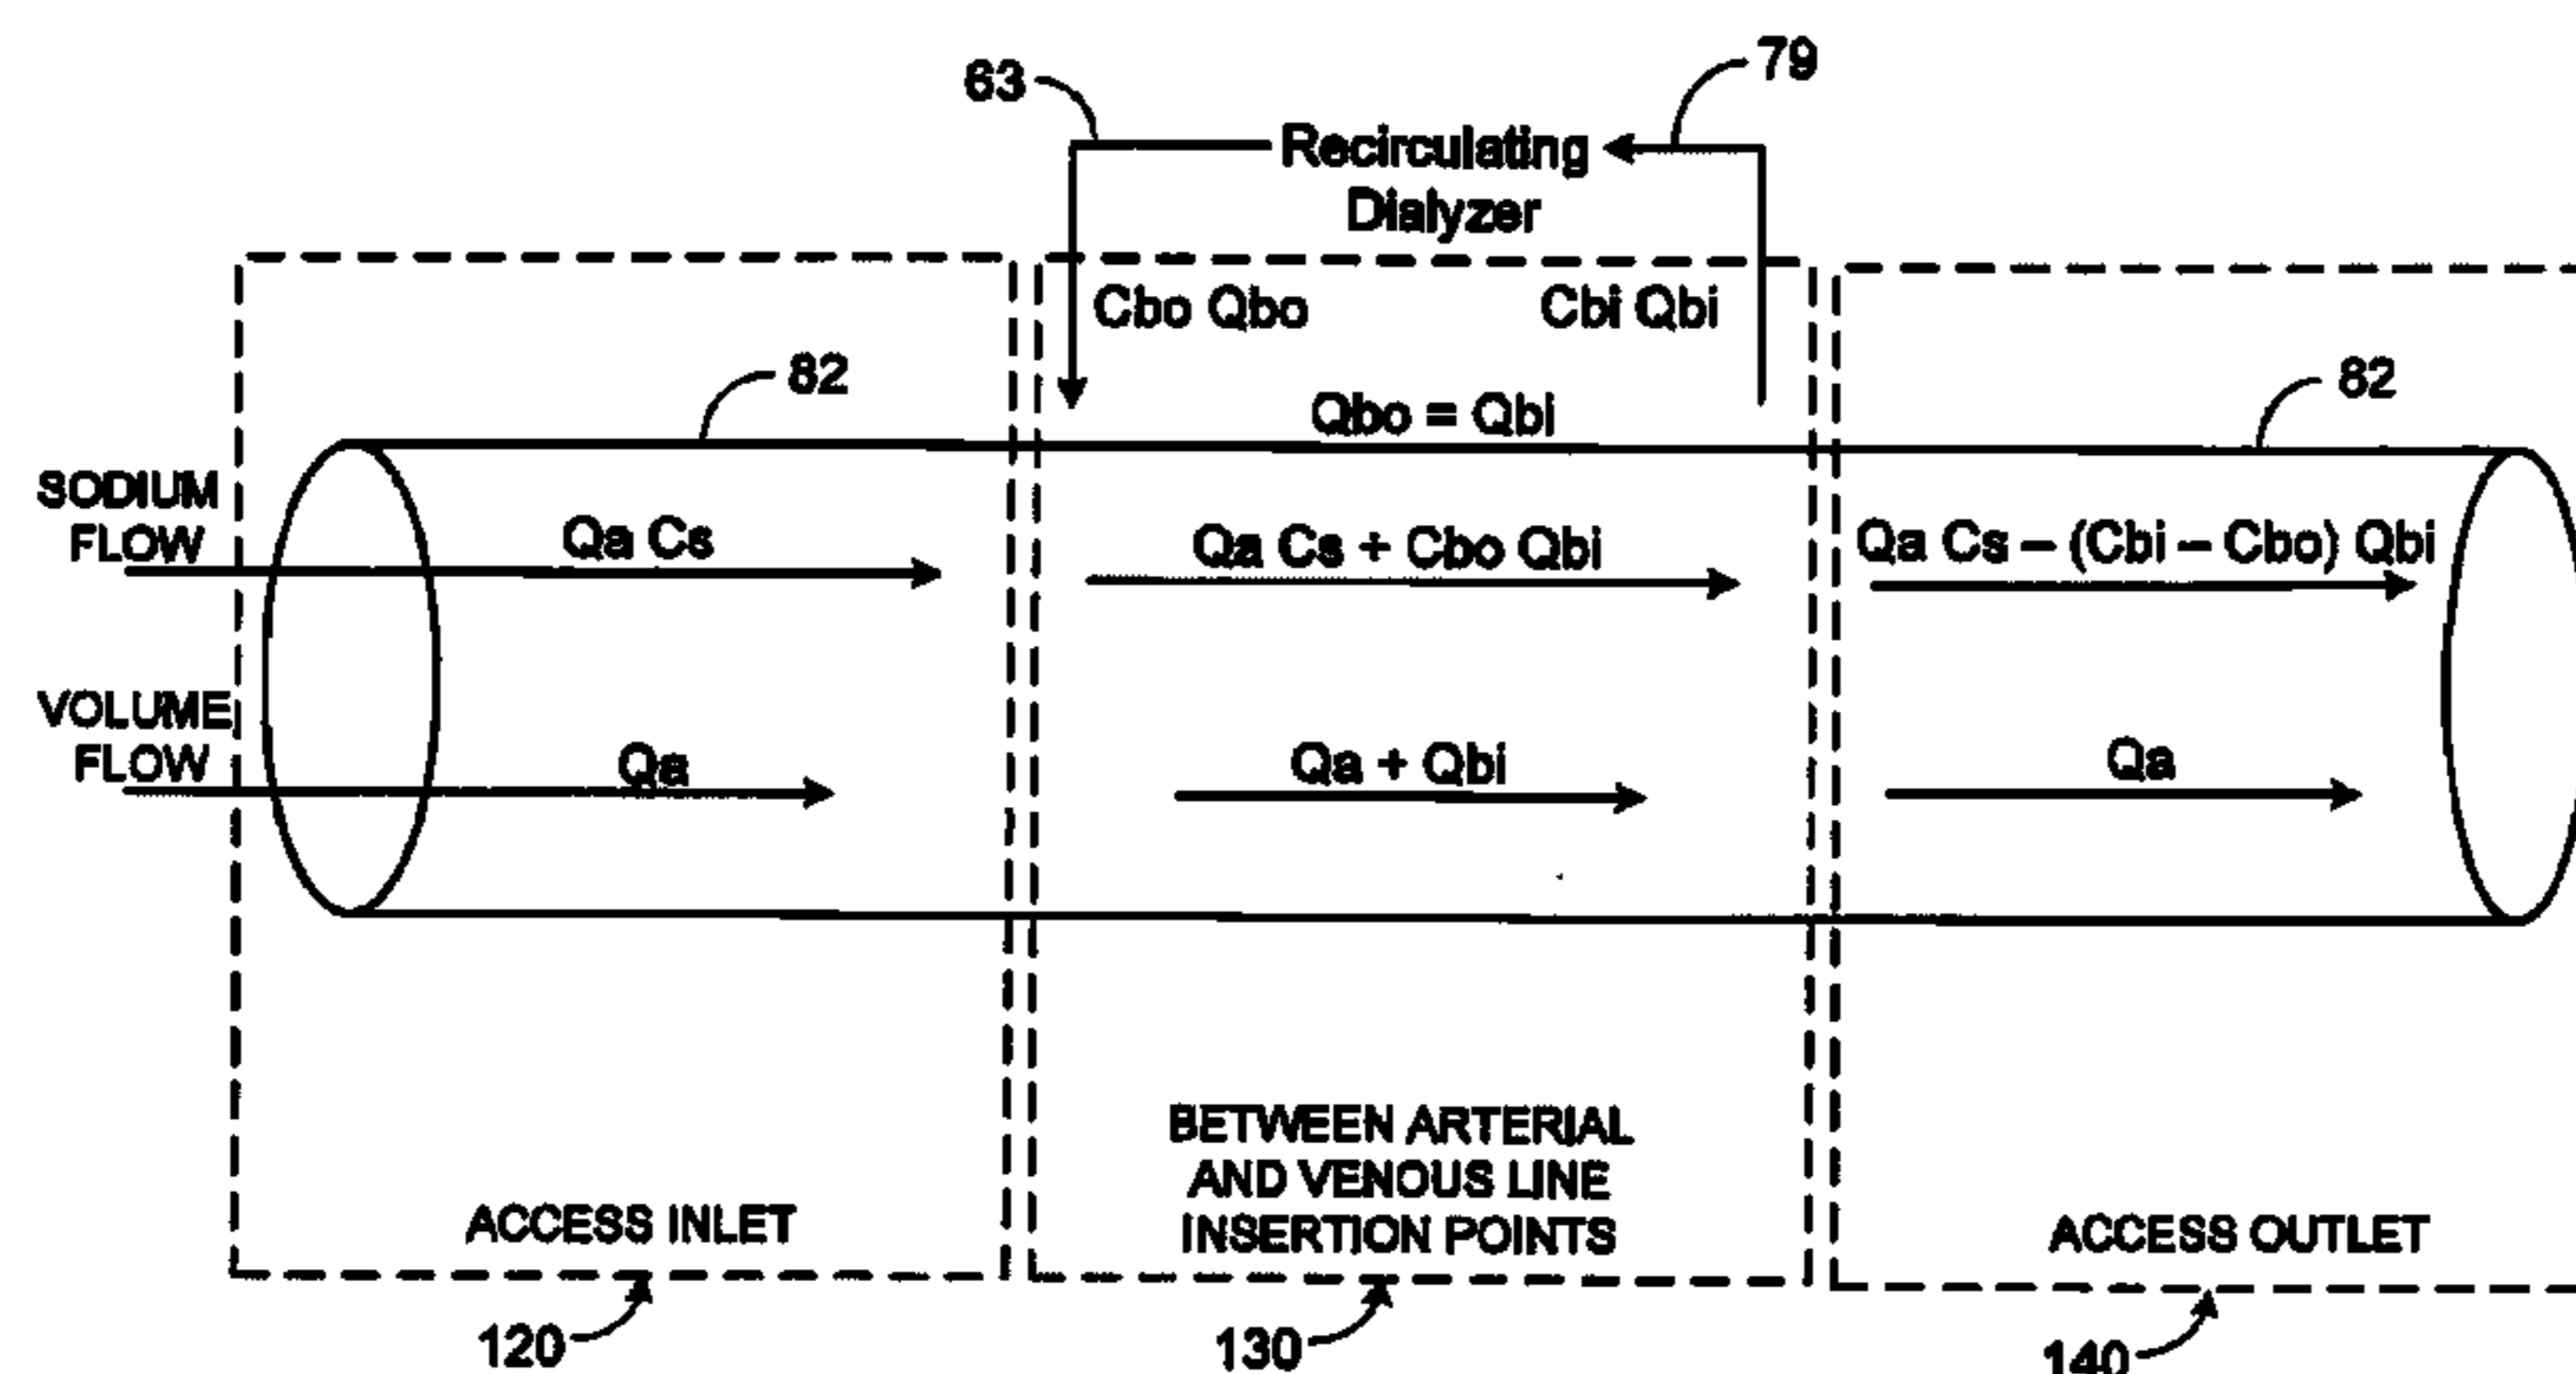 63
79
Recirculating
Dialyzer
Cbo Qbo
Cbi Qbi
82
Qbo = Qbi
82
SODIUM
FLOW
Qa Cs
Qa Cs + Cbo Qbi
Qa Cs – (Cbi – Cbo) Qbi
VOLUME
FLOW
Qa
Qa + Qbi
Qa
BETWEEN ARTERIAL
AND VENOUS LINE
INSERTION POINTS
ACCESS INLET
ACCESS OUTLET
120
130
140